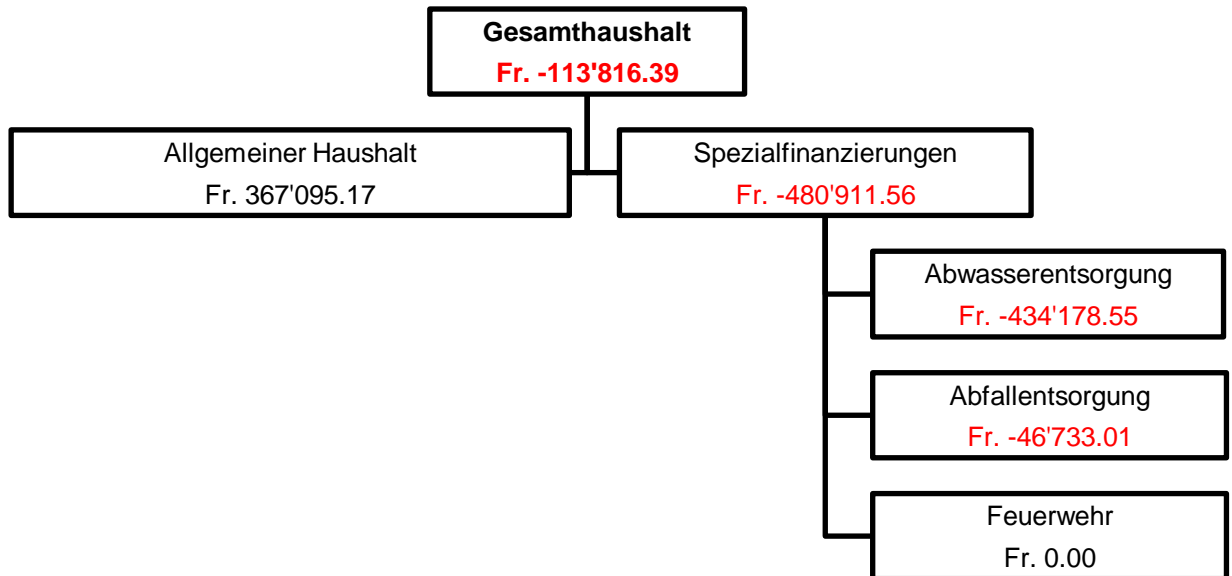 Gesamthaushalt
Fr. -113'816.39
Allgemeiner Haushalt
Fr. 367'095.17
Spezialfinanzierungen
Fr. -480'911.56
Abwasserentsorgung
Fr. -434'178.55
Abfallentsorgung
Fr. -46'733.01
Feuerwehr
Fr. 0.00